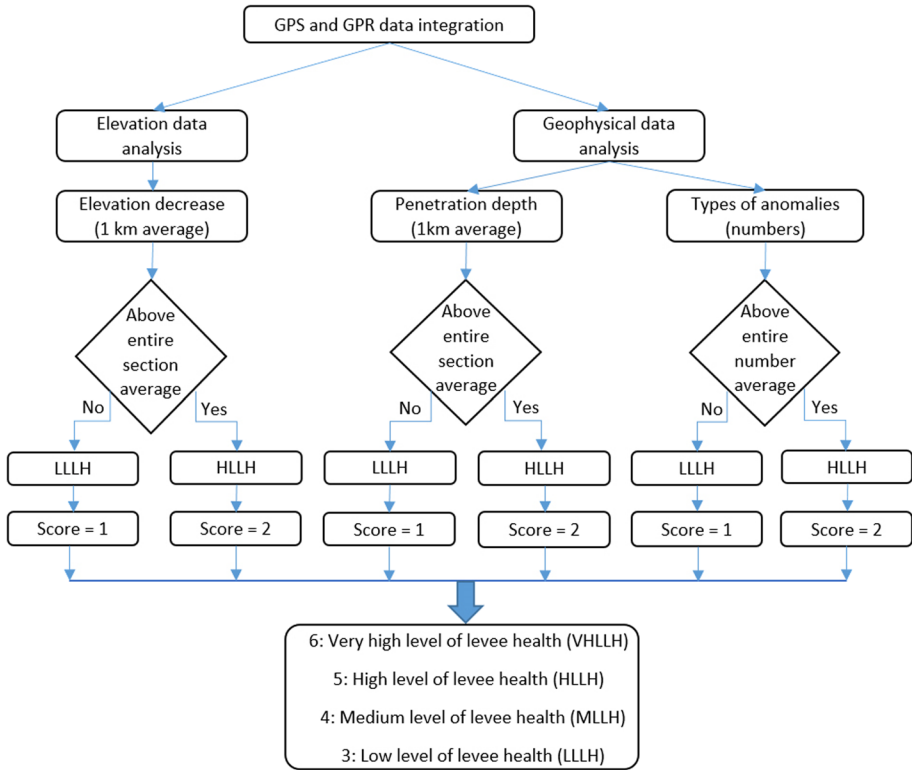 GPS and GPR data integration
Elevation data
analysis
Geophysical data
analysis
Elevation decrease
(1 km average)
Penetration depth
(1km average)
Types of anomalies
(numbers)
Above
entire
section
average
Above
entire
section
average
Above
entire
number
average
No
Yes
No
Yes
No
Yes
LLLH
HLLH
LLLH
HLLH
LLLH
HLLH
Score = 1
Score = 2
Score = 1
Score = 2
Score = 1
Score = 2
6: Very high level of levee health (VHLLH)
5: High level of levee health (HLLH)
4: Medium level of levee health (MLLH)
3: Low level of levee health (LLLH)